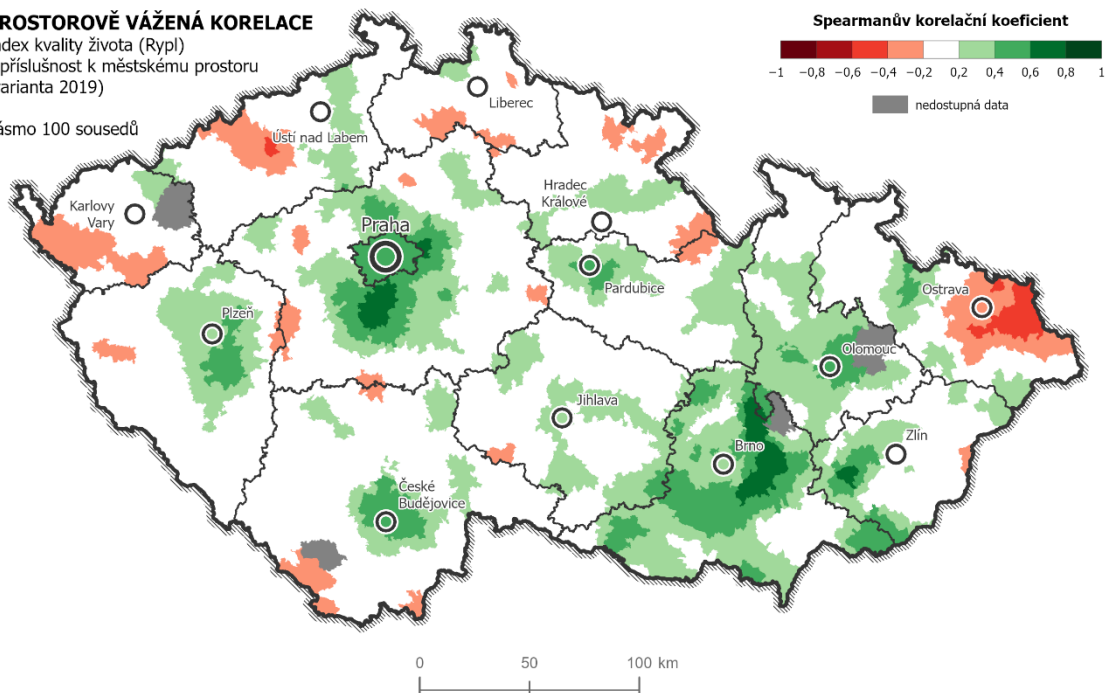 ROSTOROVĚ VÁŽENÁ KORELACE
ndex kvality života (Rypl)
příslušnost k městskému prostoru
varianta 2019)
ásmo 100 sousedů
Spearmanův korelační koeficient
−1 −0,8 −0,6 −0,4 −0,2 0 0,2 0,4 0,6 0,8 1
nedostupná data
Liberec
Ústí nad Labem
Karlovy
Vary
Hradec
Králové
Praha
Pardubice
Plzeň
Ostrava
Olomouc
Jihlava
Brno
Zlín
České
Budějovice
0 50 100 km